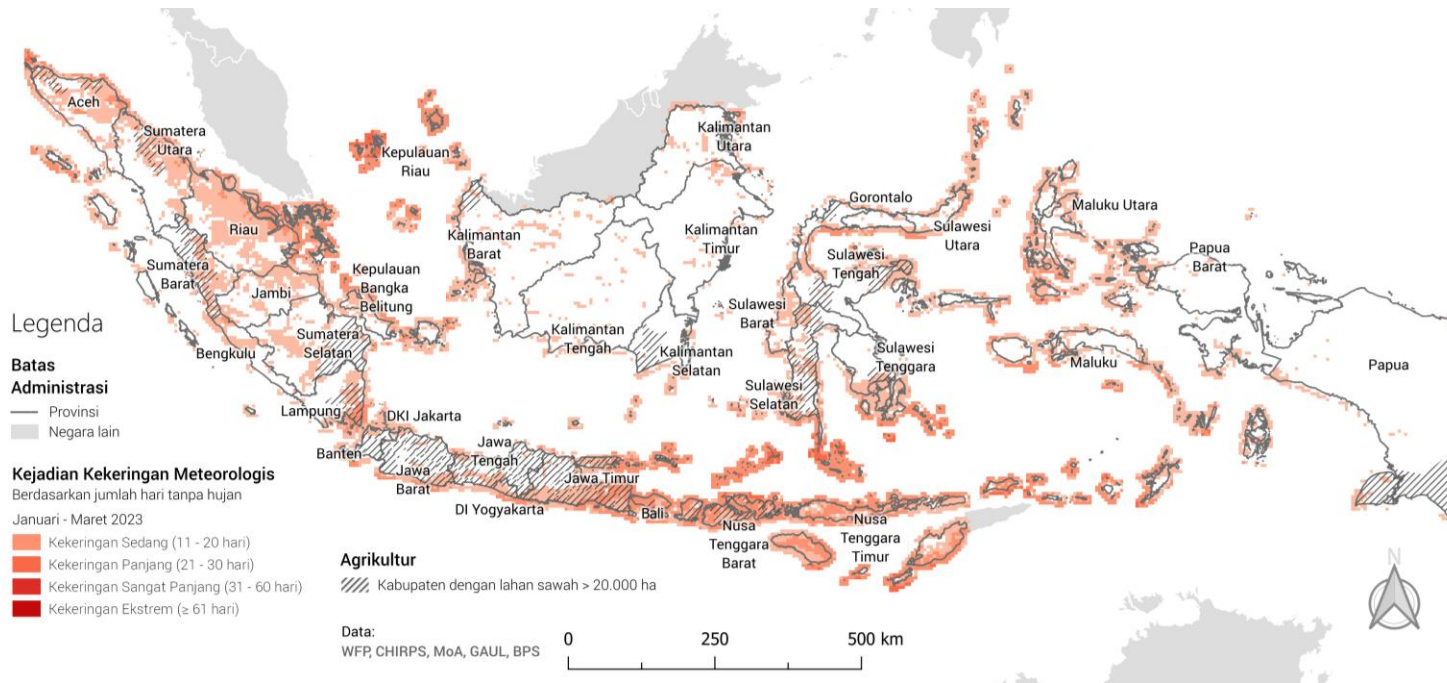 Aceh
Sumatera
Utara
Kepulauan
Riau
Kalimantan
Utara
Riau
Sumatera
Barat
Jambi
Kepulauan
Bangka
Belitung
Sumatera
Selatan
Bengkulu
Lampung
Kalimantan
Barat
Kalimantan
Timur
Kalimantan
Tengah
Kalimantan
Selatan
Gorontalo
Sulawesi
Utara
Sulawesi
Tengah
Sulawesi
Barat
Sulawesi
Tenggara
Sulawesi
Selatan
Maluku Utara
Papua
Barat
Maluku
Papua
DKI Jakarta
Banten
Jawa
Barat
Jawa
Tengah
Jawa Timur
DI Yogyakarta
Bali
Nusa
Tenggara
Barat
Nusa
Tenggara
Timur
Legenda
Batas
Administrasi
Provinsi
Negara lain
Kejadian Kekeringan Meteorologis
Berdasarkan jumlah hari tanpa hujan
Januari - Maret 2023
Kekeringan Sedang (11 - 20 hari)
Kekeringan Panjang (21 - 30 hari)
Kekeringan Sangat Panjang (31 - 60 hari)
Kekeringan Ekstrem (≥ 61 hari)
Agrikultur
Kabupaten dengan lahan sawah > 20.000 ha
Data:
WFP, CHIRPS, MoA, GAUL, BPS
0 250 500 km
N